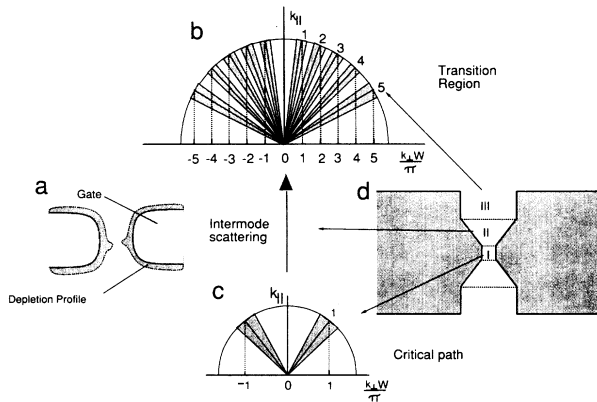 b
k||
1
2
3
4
5
-5 -4 -3 -2 -1 0 1 2 3 4 5
k⊥W
π
Transition
Region
a
Gate
Depletion Profile
Intermode
scattering
d
III
II
I
c
k||
1
-1 0 1
k⊥W
π
Critical path